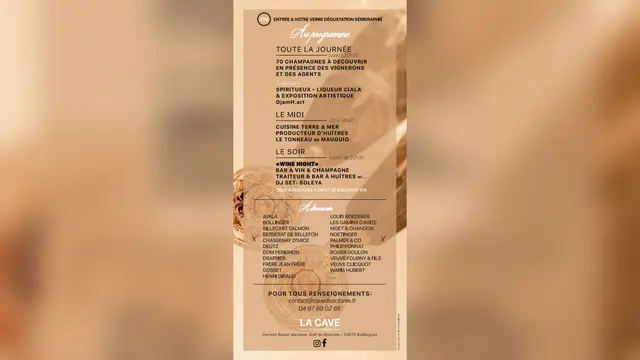 ENTRÉE & VOTRE VERRE DÉGUSTATION SÉRIGRAPHIÉ
Au programme
TOUTE LA JOURNÉE
70 CHAMPAGNES À DÉCOUVRIR
EN PRÉSENCE DES VIGNERONS
ET DES AGENTS
SPIRITUEUX - LIQUEUR CIALA
& EXPOSITION ARTISTIQUE
DjamH.art
LE MIDI
CUISINE TERRE & MER
PRODUCTEUR D'HUÎTRES
LE TONNEAU de MAUGUIO
LE SOIR
«WINE NIGHT»
BAR À VIN & CHAMPAGNE
TRAITEUR & BAR À HUÎTRES et...
DJ SET: SOLEYA
AYALA
BOLLINGER
BILLECART SALMON
BESSERAT DE BELLEFON
CHASSENAY D'ARCE
DEUTZ
DOM PERIGNON
DRAPPIER
FRÈRE JEAN FRÈRE
GOSSET
HENRI GIRAUD
LOUIS ROEDERER
LES GAMINS D'AVIZE
MOET & CHANDON
NOETINGER
PALMER & CO
PHILIPPONNAT
ROGER GOULON
VEUVE FOURNY & FILS
VEUVE CLICQUOT
WARIS HUBERT
POUR TOUS RENSEIGNEMENTS:
contact@cavedoccitanie.fr
04 67 69 02 65
LA CAVE